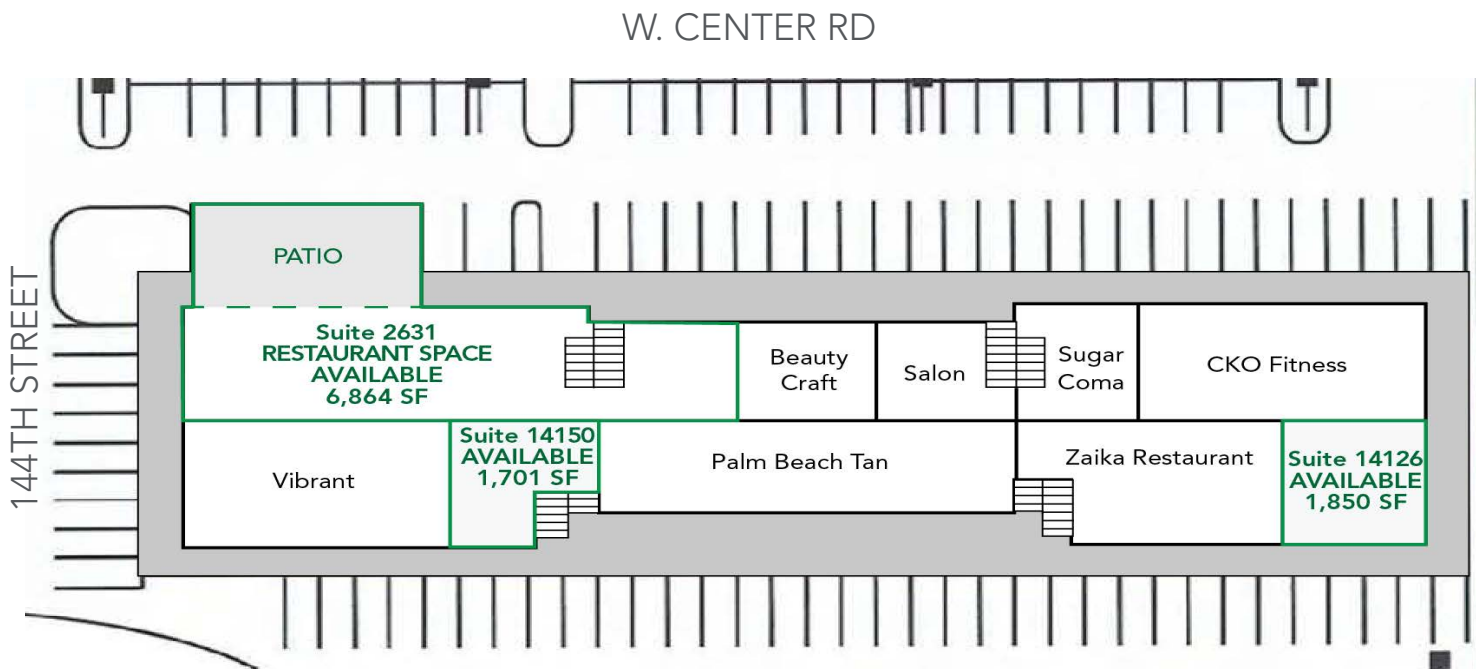 W. CENTER RD
144TH STREET
PATIO
Suite 2631
RESTAURANT SPACE
AVAILABLE
6,864 SF
Beauty
Craft
Salon
Sugar
Coma
CKO Fitness
Vibrant
Suite 14150
AVAILABLE
1,701 SF
Palm Beach Tan
Zaika Restaurant
Suite 14126
AVAILABLE
1,850 SF